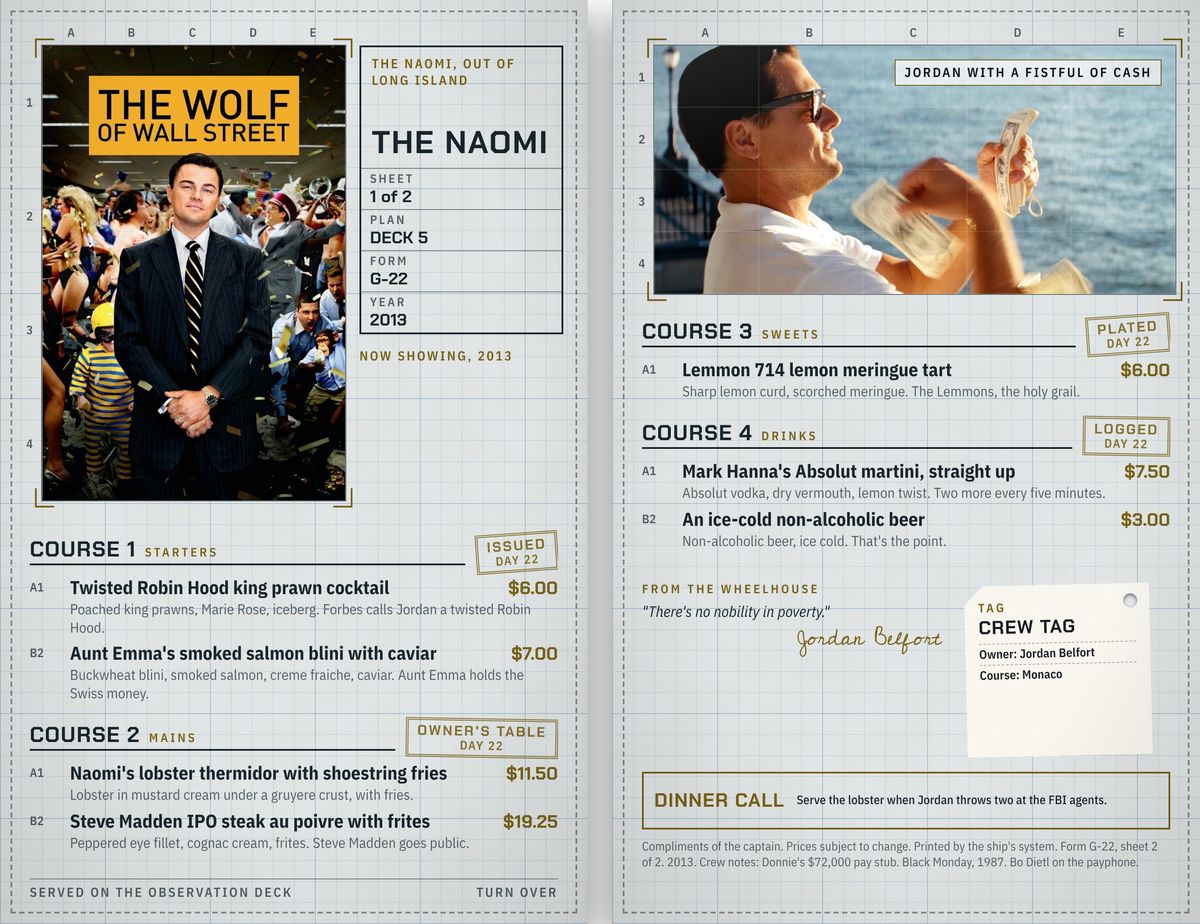 A B C D E
1
2
3
4
THE WOLF
OF WALL STREET
THE NAOMI, OUT OF
LONG ISLAND
THE NAOMI
SHEET
1 of 2
PLAN
DECK 5
FORM
G-22
YEAR
2013
NOW SHOWING, 2013
COURSE 1 STARTERS
ISSUED
DAY 22
A1 Twisted Robin Hood king prawn cocktail $6.00
Poached king prawns, Marie Rose, iceberg. Forbes calls Jordan a twisted Robin
Hood.
B2 Aunt Emma's smoked salmon blini with caviar $7.00
Buckwheat blini, smoked salmon, creme fraiche, caviar. Aunt Emma holds the
Swiss money.
COURSE 2 MAINS
OWNER'S TABLE
DAY 22
A1 Naomi's lobster thermidor with shoestring fries $11.50
Lobster in mustard cream under a gruyere crust, with fries.
B2 Steve Madden IPO steak au poivre with frites $19.25
Peppered eye fillet, cognac cream, frites. Steve Madden goes public.
SERVED ON THE OBSERVATION DECK TURN OVER
A B C D E
1
2
3
4
JORDAN WITH A FISTFUL OF CASH
COURSE 3 SWEETS
PLATED
DAY 22
A1 Lemmon 714 lemon meringue tart $6.00
Sharp lemon curd, scorched meringue. The Lemmons, the holy grail.
COURSE 4 DRINKS
LOGGED
DAY 22
A1 Mark Hanna's Absolut martini, straight up $7.50
Absolut vodka, dry vermouth, lemon twist. Two more every five minutes.
B2 An ice-cold non-alcoholic beer $3.00
Non-alcoholic beer, ice cold. That's the point.
FROM THE WHEELHOUSE
"There's no nobility in poverty."
Jordan Belfort
TAG
CREW TAG
Owner: Jordan Belfort
Course: Monaco
DINNER CALL Serve the lobster when Jordan throws two at the FBI agents.
Compliments of the captain. Prices subject to change. Printed by the ship's system. Form G-22, sheet 2
of 2. 2013. Crew notes: Donnie's $72,000 pay stub. Black Monday, 1987. Bo Dietl on the payphone.